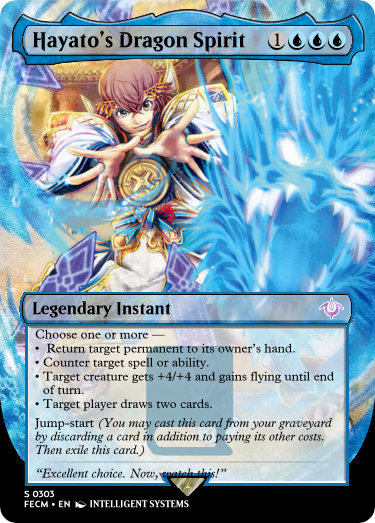 Hayato's Dragon Spirit 1
Legendary Instant
Choose one or more —
• Return target permanent to its owner's hand.
• Counter target spell or ability.
• Target creature gets +4/+4 and gains flying until end
of turn.
• Target player draws two cards.
Jump-start (You may cast this card from your graveyard
by discarding a card in addition to paying its other costs.
Then exile this card.)
"Excellent choice. Now, watch this!"
S 0303
FECM • EN INTELLIGENT SYSTEMS